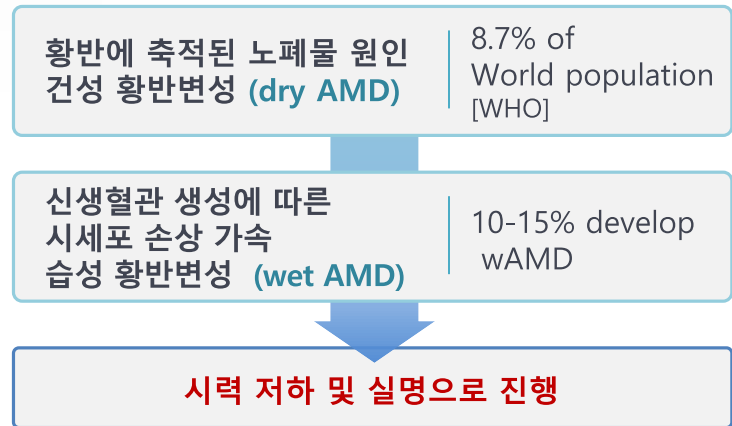 황반에 축적된 노폐물 원인
건성 황반변성 (dry AMD)
8.7% of
World population
[WHO]
신생혈관 생성에 따른
시세포 손상 가속
습성 황반변성 (wet AMD)
10-15% develop
wAMD
시력 저하 및 실명으로 진행